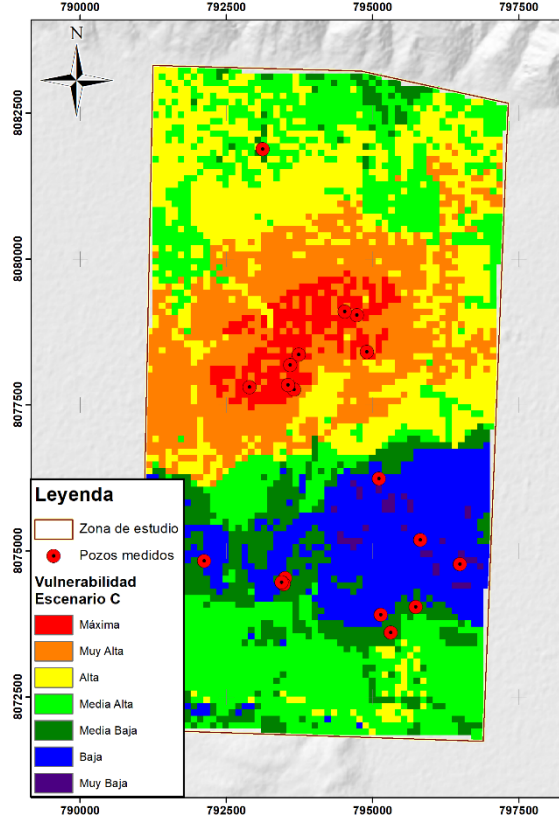 790000 792500 795000 797500
N
8082500
8080000
8077500
8075000
8072500
Leyenda
Zona de estudio
Pozos medidos
Vulnerabilidad
Escenario C
Máxima
Muy Alta
Alta
Media Alta
Media Baja
Baja
Muy Baja
790000 792500 795000 797500